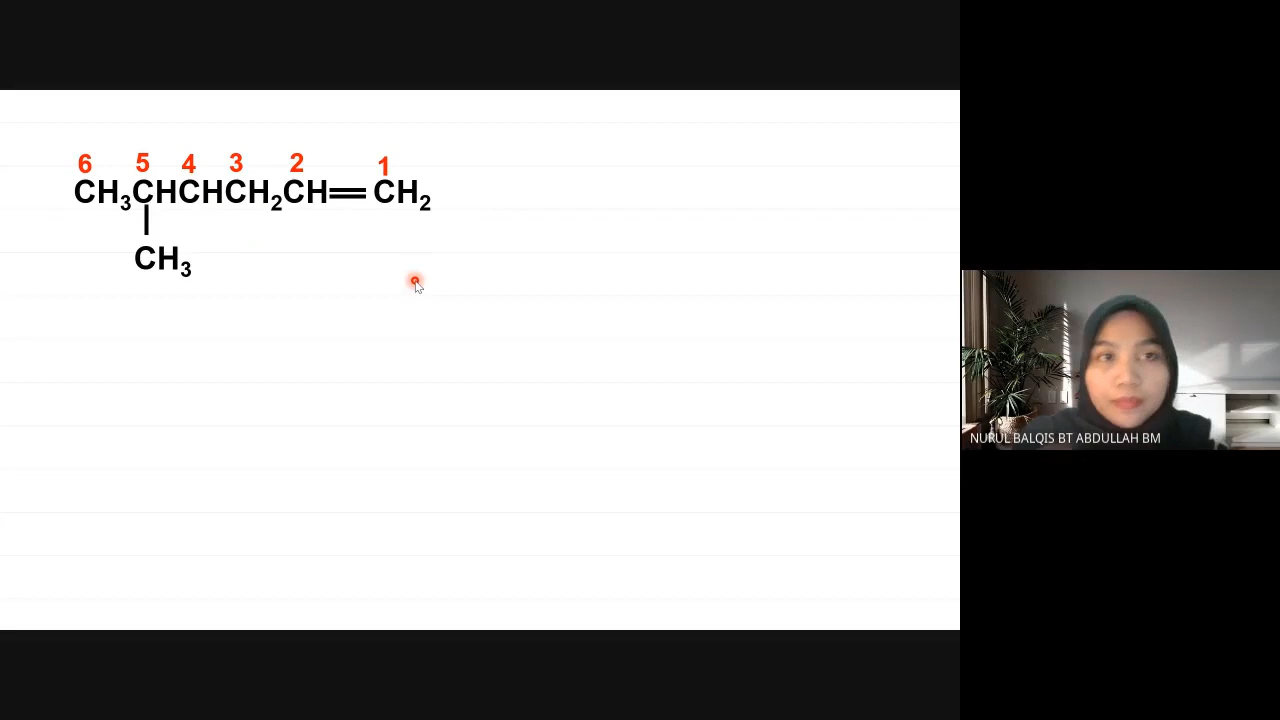 6 5 4 3 2 1
CH₃CHCHCH₂CH═CH₂
|
CH₃
NURUL BALQIS BT ABDULLAH BM